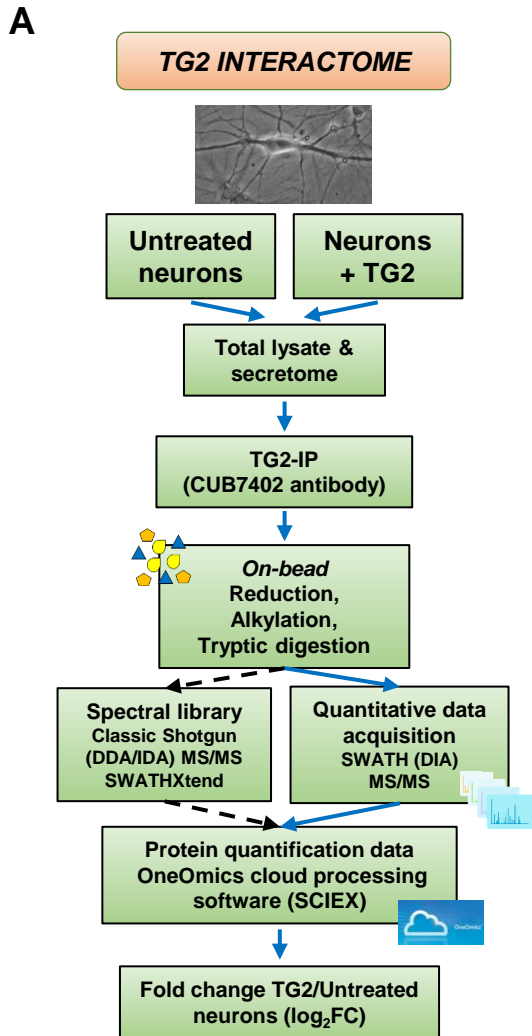 A
TG2 INTERACTOME
Untreated
neurons
Neurons
+ TG2
Total lysate &
secretome
TG2-IP
(CUB7402 antibody)
On-bead
Reduction,
Alkylation,
Tryptic digestion
Spectral library
Classic Shotgun
(DDA/IDA) MS/MS
SWATHXtend
Quantitative data
acquisition
SWATH (DIA)
MS/MS
Protein quantification data
OneOmics cloud processing
software (SCIEX)
OneOmics
Fold change TG2/Untreated
neurons (log₂FC)